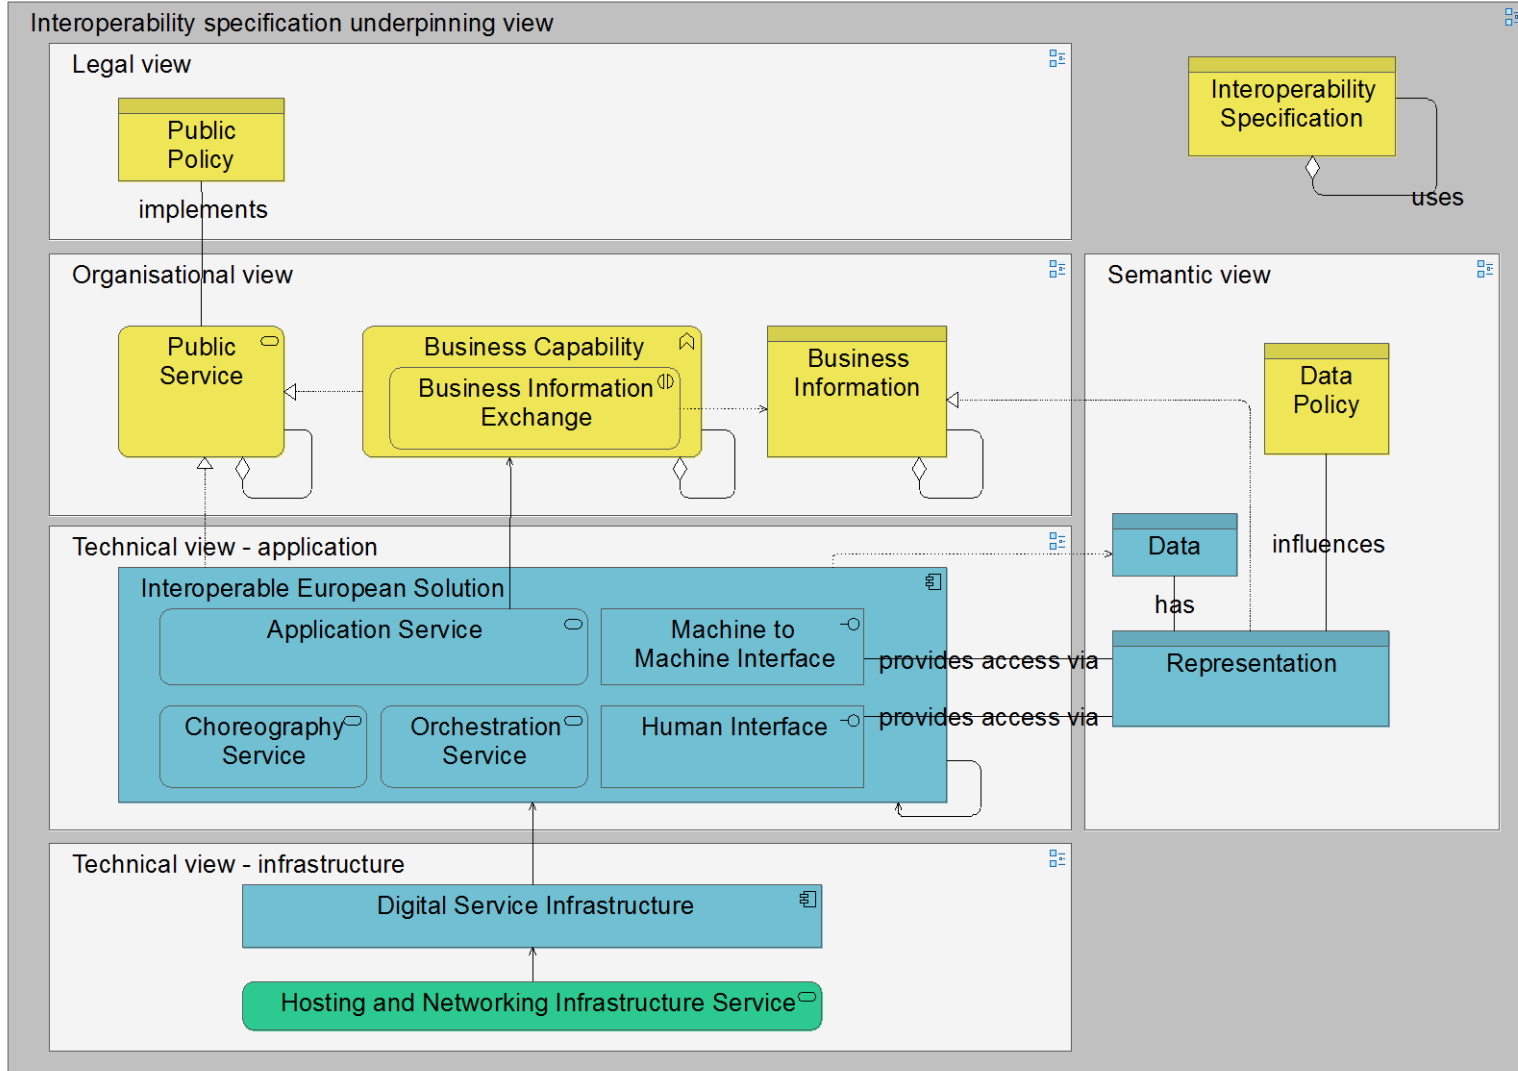 Interoperability specification underpinning view
Legal view
Public
Policy
implements
Interoperability
Specification
uses
Organisational view
Public
Service
Business Capability
Business Information
Exchange
Business
Information
Semantic view
Data
Policy
Data
influences
has
Representation
Technical view - application
Interoperable European Solution
Application Service
Machine to
Machine Interface
provides access via
Choreography
Service
Orchestration
Service
Human Interface
provides access via
Technical view - infrastructure
Digital Service Infrastructure
Hosting and Networking Infrastructure Service